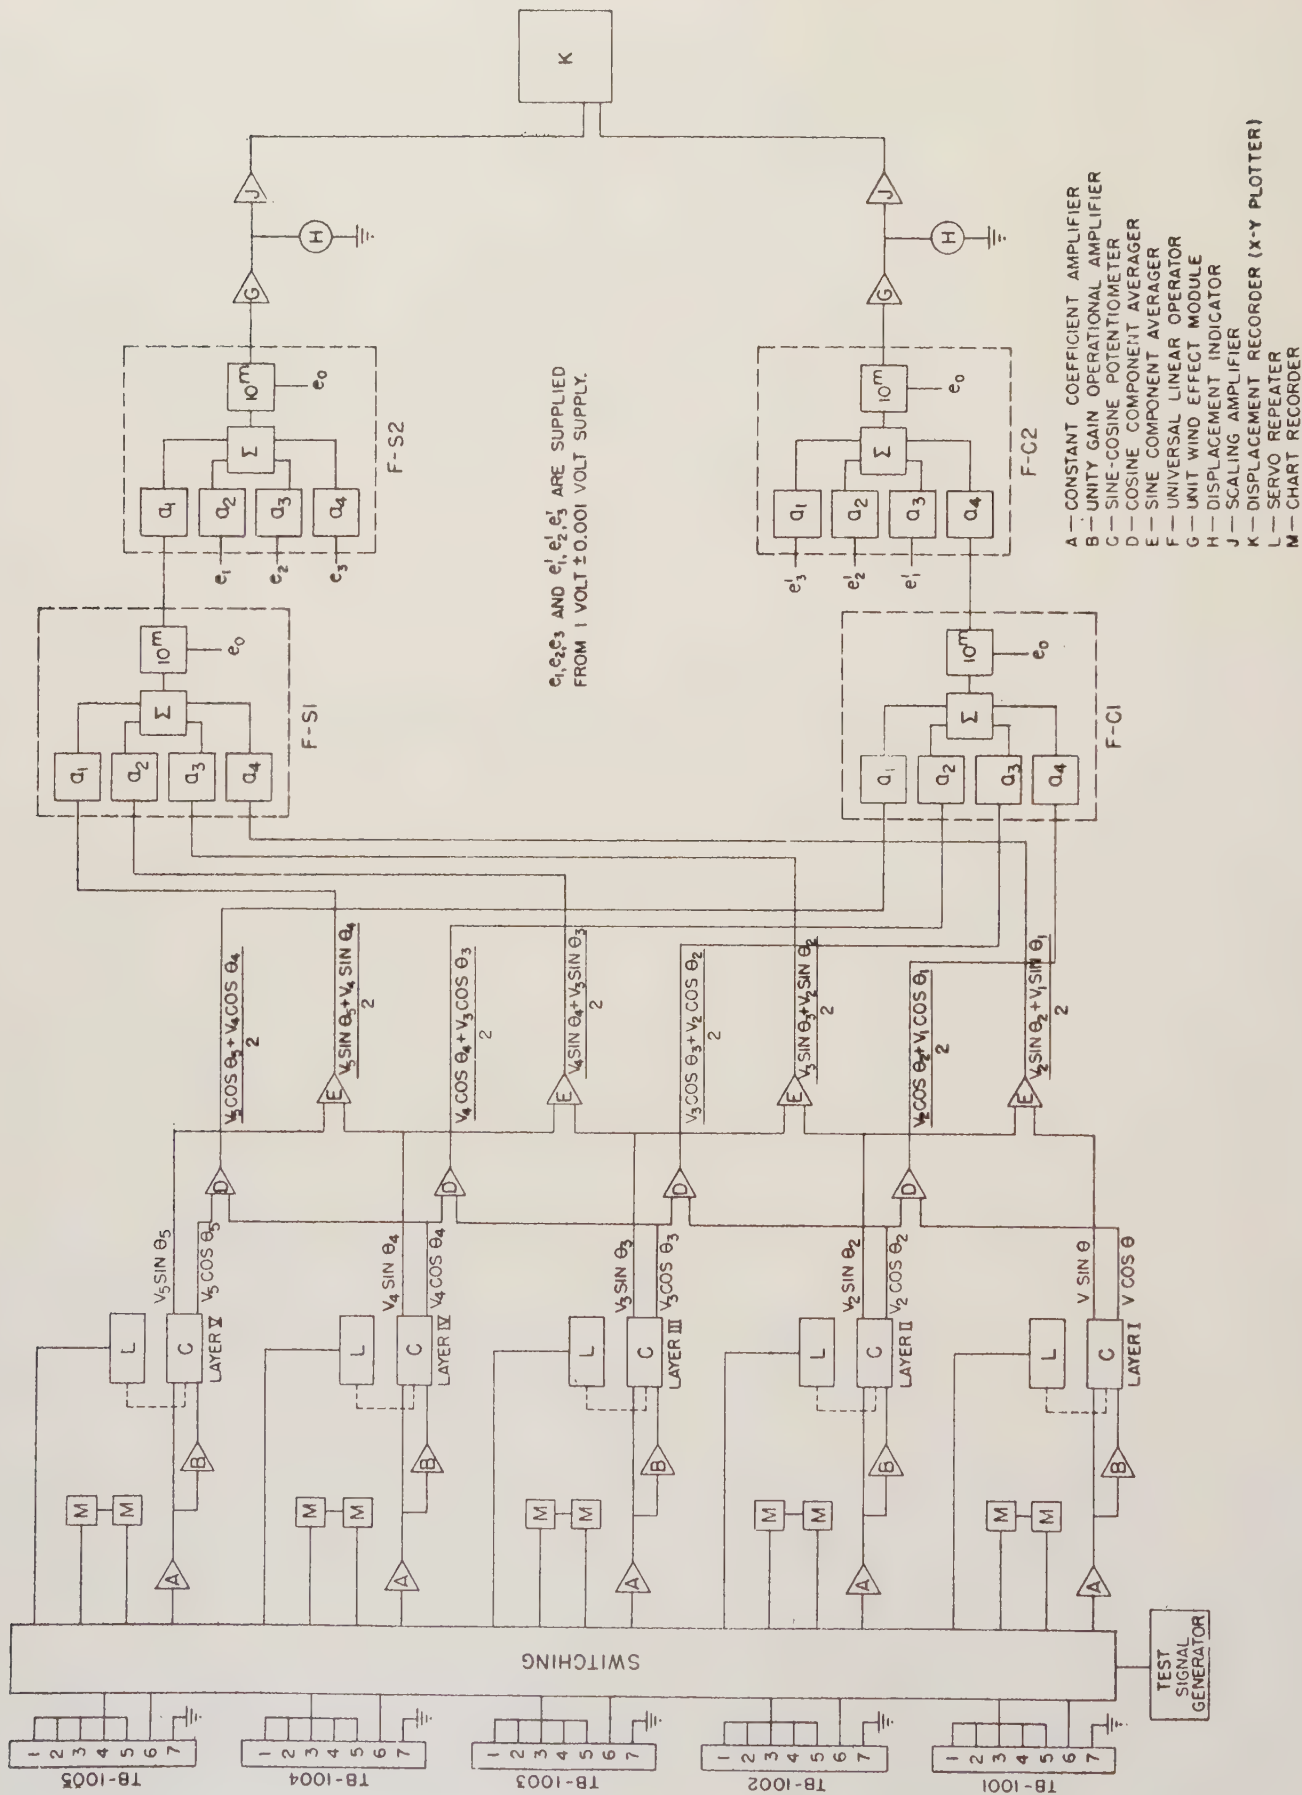 K
J
J
H
H
G
G
10ᵐ
e₀
Σ
a₁
a₂
a₃
a₄
e₁
e₂
e₃
F-S2
10ᵐ
e₀
Σ
a₁
a₂
a₃
a₄
e'₃
e'₂
e'₁
F-C2
e₁,e₂,e₃ AND e'₁,e'₂,e'₃ ARE SUPPLIED
FROM 1 VOLT ±0.001 VOLT SUPPLY.
10ᵐ
e₀
Σ
a₁
a₂
a₃
a₄
F-S1
10ᵐ
e₀
Σ
a₁
a₂
a₃
a₄
F-C1
A — CONSTANT COEFFICIENT AMPLIFIER
B — UNITY GAIN OPERATIONAL AMPLIFIER
C — SINE-COSINE POTENTIOMETER
D — COSINE COMPONENT AVERAGER
E — SINE COMPONENT AVERAGER
F — UNIVERSAL LINEAR OPERATOR
G — UNIT WIND EFFECT MODULE
H — DISPLACEMENT INDICATOR
J — SCALING AMPLIFIER
K — DISPLACEMENT RECORDER (X-Y PLOTTER)
L — SERVO REPEATER
M — CHART RECORDER
V₅ COS θ₅ + V₄ COS θ₄
2
V₅ SIN θ₅ + V₄ SIN θ₄
2
V₄ COS θ₄ + V₃ COS θ₃
2
V₄ SIN θ₄ + V₃ SIN θ₃
2
V₃ COS θ₃ + V₂ COS θ₂
2
V₃ SIN θ₃ + V₂ SIN θ₂
2
V₂ COS θ₂ + V₁ COS θ₁
2
V₂ SIN θ₂ + V₁ SIN θ₁
2
D
E
D
E
D
E
D
E
V₅ SIN θ₅
V₅ COS θ₅
V₄ SIN θ₄
V₄ COS θ₄
V₃ SIN θ₃
V₃ COS θ₃
V₂ SIN θ₂
V₂ COS θ₂
V SIN θ
V COS θ
L
C
LAYER V
L
C
LAYER IV
L
C
LAYER III
L
C
LAYER II
L
C
LAYER I
M
M
A
B
M
M
A
B
M
M
A
B
M
M
A
B
M
M
A
B
SWITCHING
TEST
SIGNAL
GENERATOR
1
2
3
4
5
6
7
TB-1005
1
2
3
4
5
6
7
TB-1004
1
2
3
4
5
6
7
TB-1003
1
2
3
4
5
6
7
TB-1002
1
2
3
4
5
6
7
TB-1001